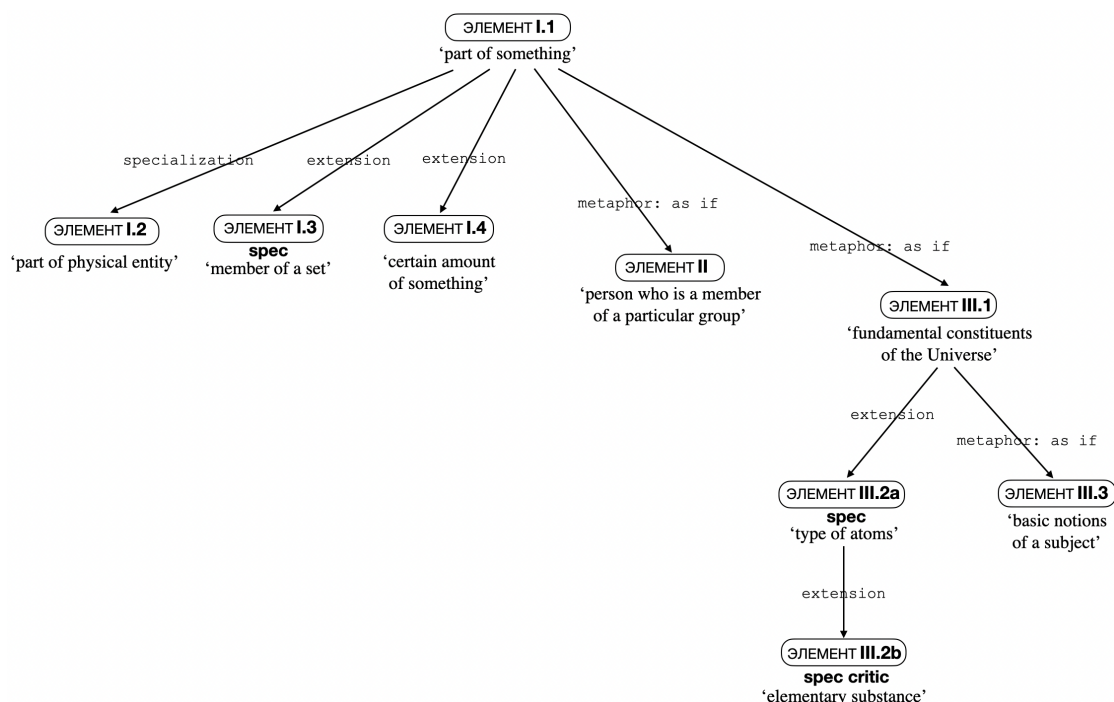 ЭЛЕМЕНТ I.1
‘part of something’
specialization
extension
extension
metaphor: as if
metaphor: as if
ЭЛЕМЕНТ I.2
‘part of physical entity’
ЭЛЕМЕНТ I.3
spec
‘member of a set’
ЭЛЕМЕНТ I.4
‘certain amount
of something’
ЭЛЕМЕНТ II
‘person who is a member
of a particular group’
ЭЛЕМЕНТ III.1
‘fundamental constituents
of the Universe’
extension
metaphor: as if
ЭЛЕМЕНТ III.2a
spec
‘type of atoms’
ЭЛЕМЕНТ III.3
‘basic notions
of a subject’
extension
ЭЛЕМЕНТ III.2b
spec critic
‘elementary substance’